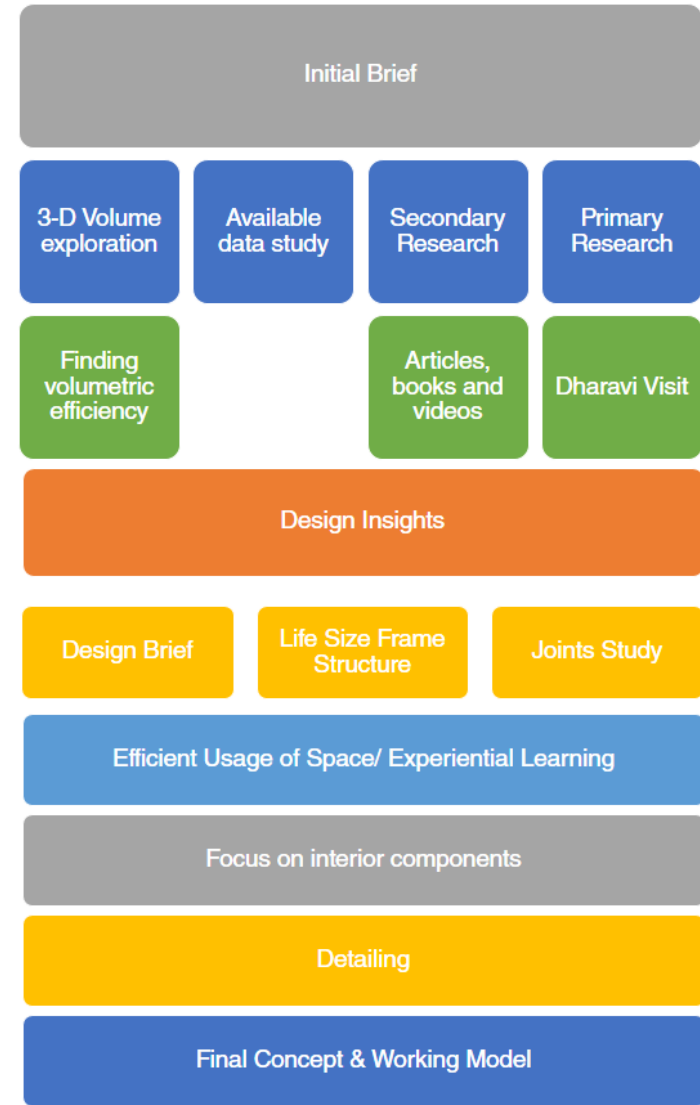 Initial Brief
3-D Volume
exploration
Available
data study
Secondary
Research
Primary
Research
Finding
volumetric
efficiency
Articles,
books and
videos
Dharavi Visit
Design Insights
Design Brief
Life Size Frame
Structure
Joints Study
Efficient Usage of Space/ Experiential Learning
Focus on interior components
Detailing
Final Concept & Working Model